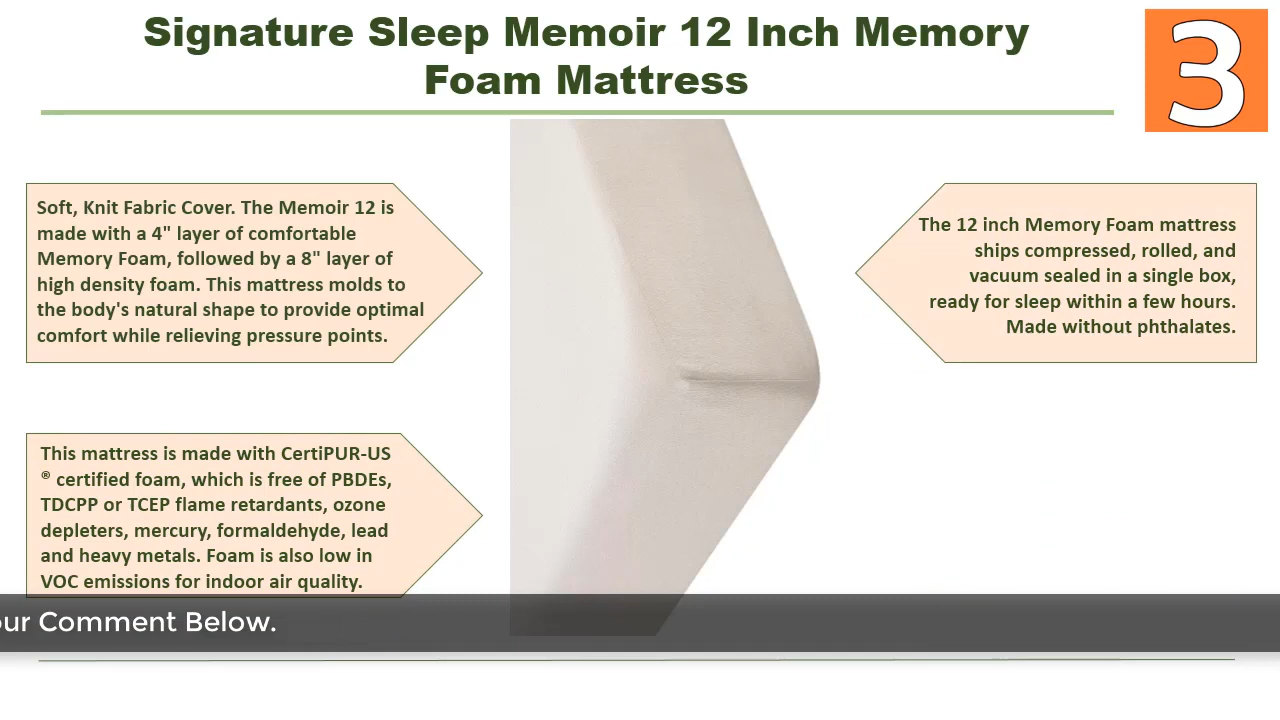 Signature Sleep Memoir 12 Inch Memory
Foam Mattress
3
Soft, Knit Fabric Cover. The Memoir 12 is
made with a 4" layer of comfortable
Memory Foam, followed by a 8" layer of
high density foam. This mattress molds to
the body's natural shape to provide optimal
comfort while relieving pressure points.
The 12 inch Memory Foam mattress
ships compressed, rolled, and
vacuum sealed in a single box,
ready for sleep within a few hours.
Made without phthalates.
This mattress is made with CertiPUR-US
® certified foam, which is free of PBDEs,
TDCPP or TCEP flame retardants, ozone
depleters, mercury, formaldehyde, lead
and heavy metals. Foam is also low in
VOC emissions for indoor air quality.
Comment Below.